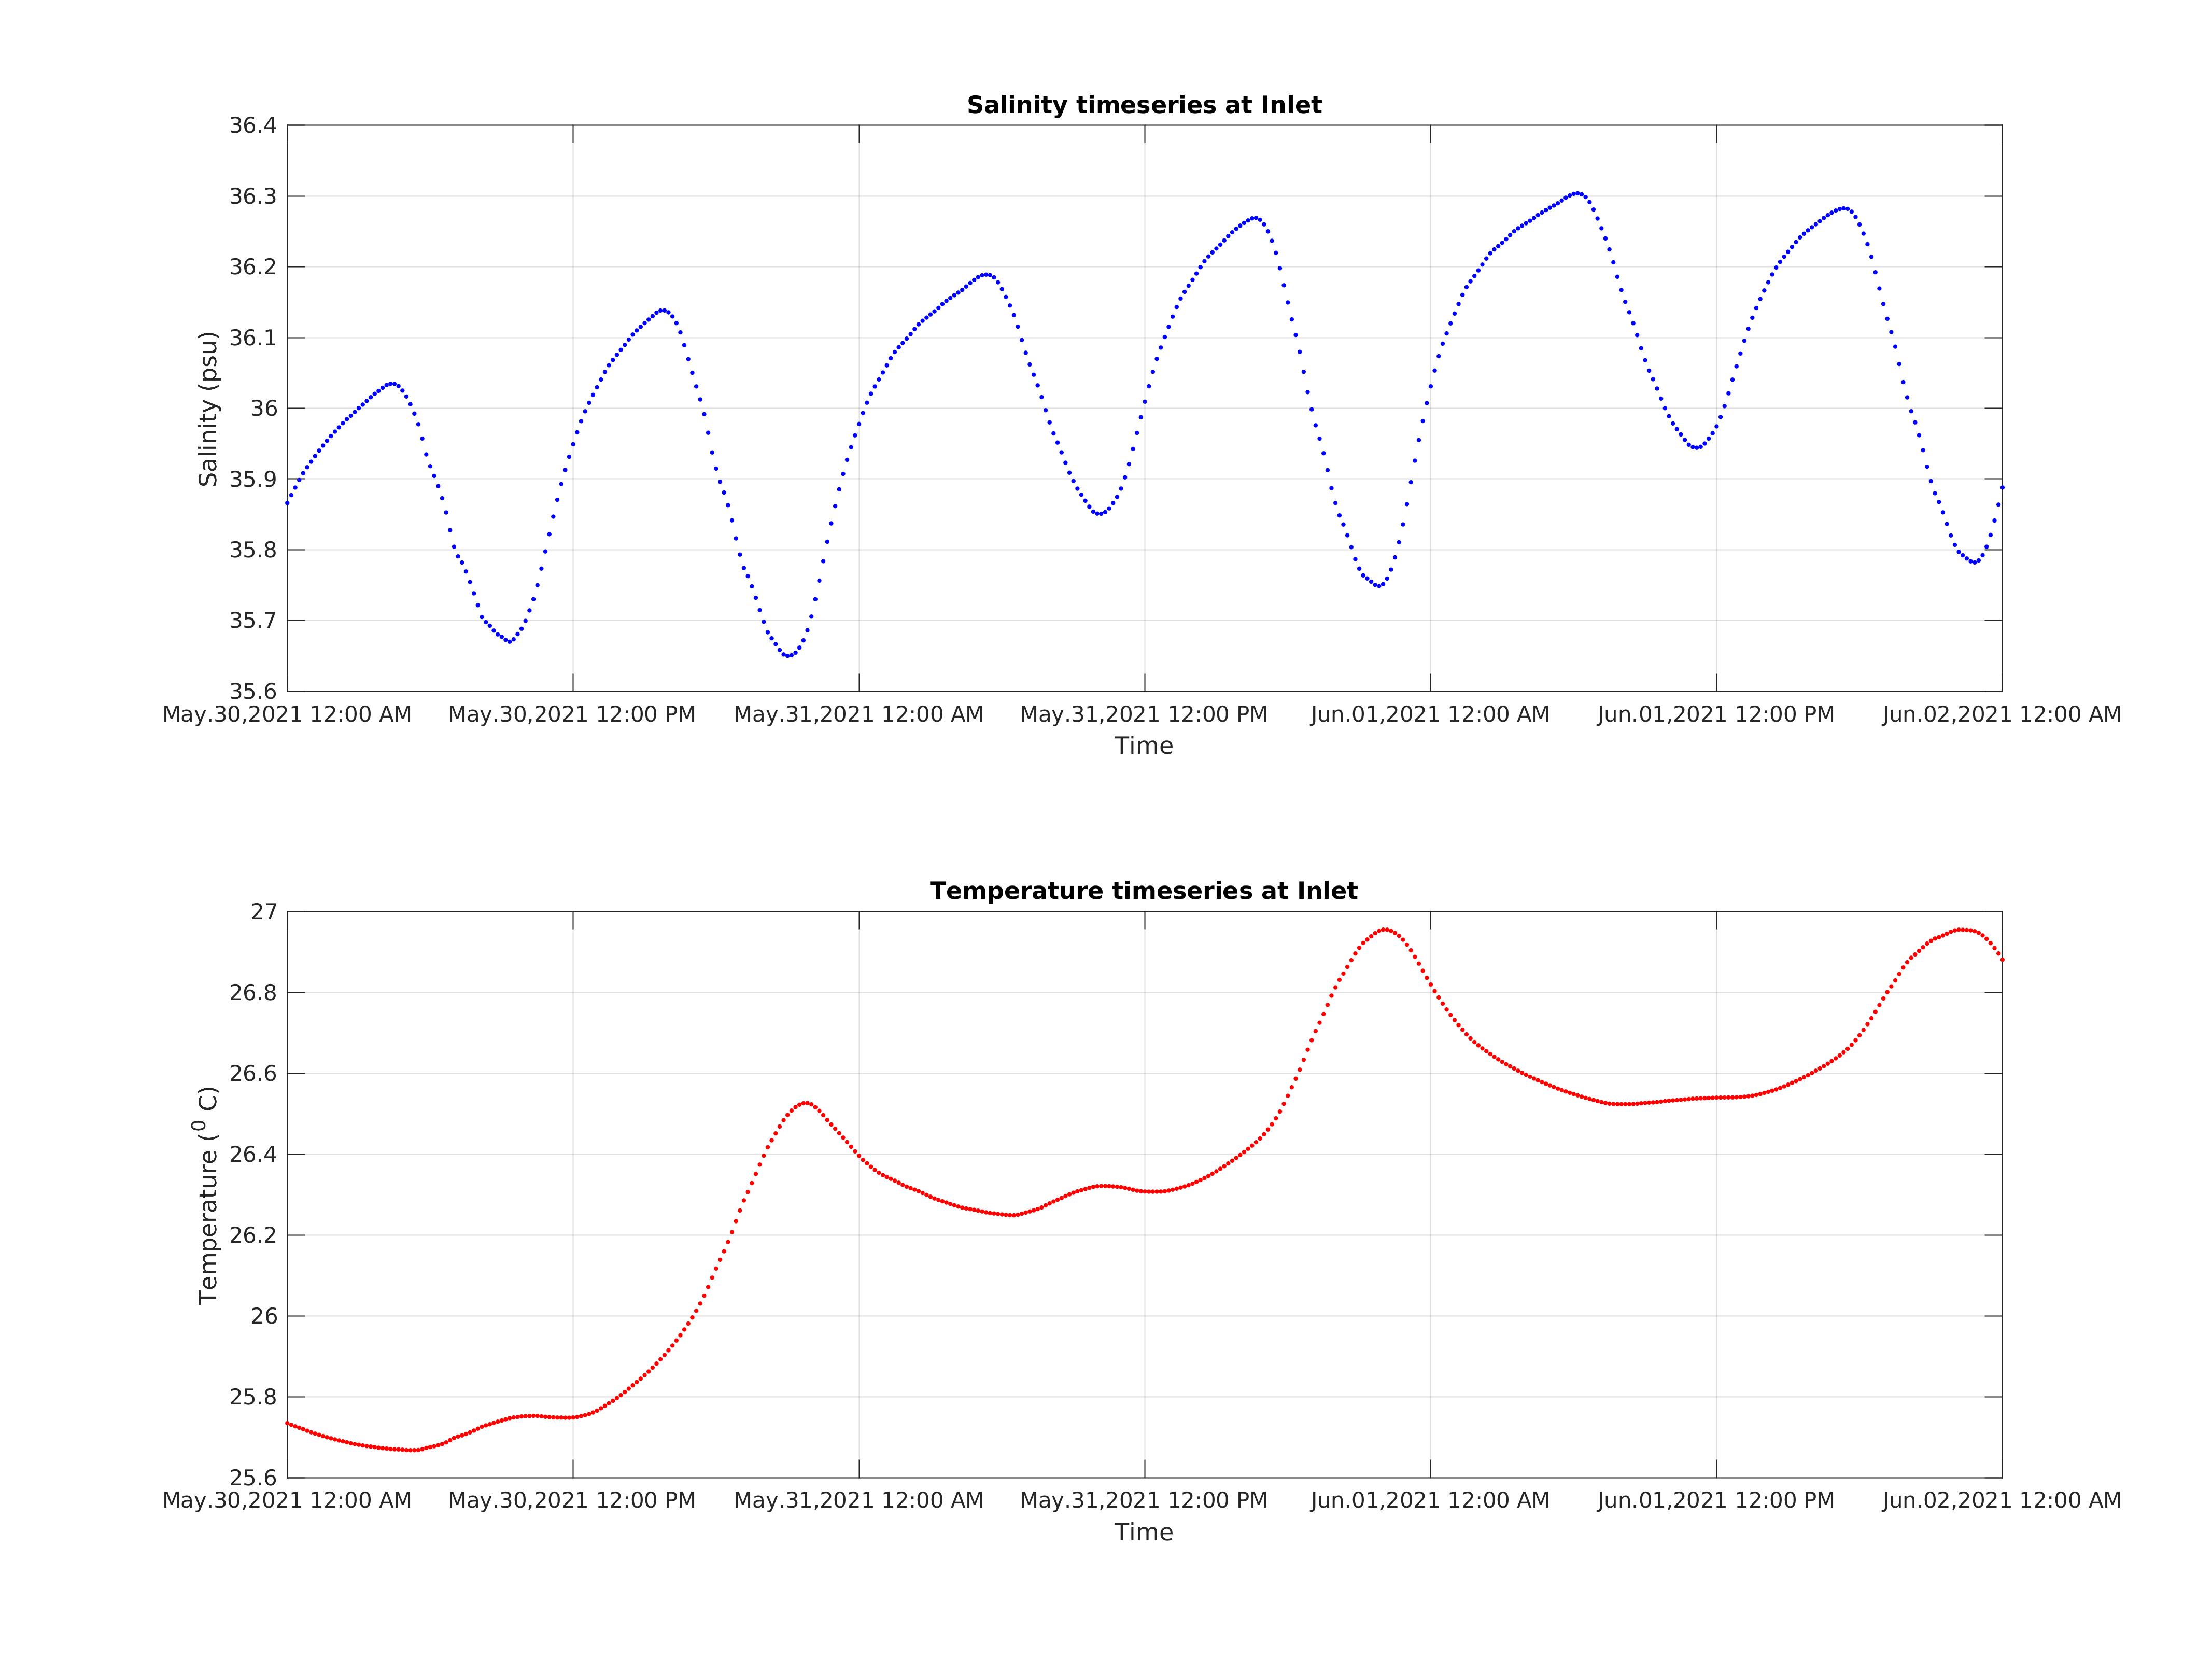 Salinity timeseries at Inlet
36.4
36.3
36.2
36.1
36
35.9
35.8
35.7
35.6
Salinity (psu)
May.30,2021 12:00 AM May.30,2021 12:00 PM May.31,2021 12:00 AM May.31,2021 12:00 PM Jun.01,2021 12:00 AM Jun.01,2021 12:00 PM Jun.02,2021 12:00 AM
Time
Temperature timeseries at Inlet
27
26.8
26.6
26.4
26.2
26
25.8
25.6
Temperature (⁰ C)
May.30,2021 12:00 AM May.30,2021 12:00 PM May.31,2021 12:00 AM May.31,2021 12:00 PM Jun.01,2021 12:00 AM Jun.01,2021 12:00 PM Jun.02,2021 12:00 AM
Time